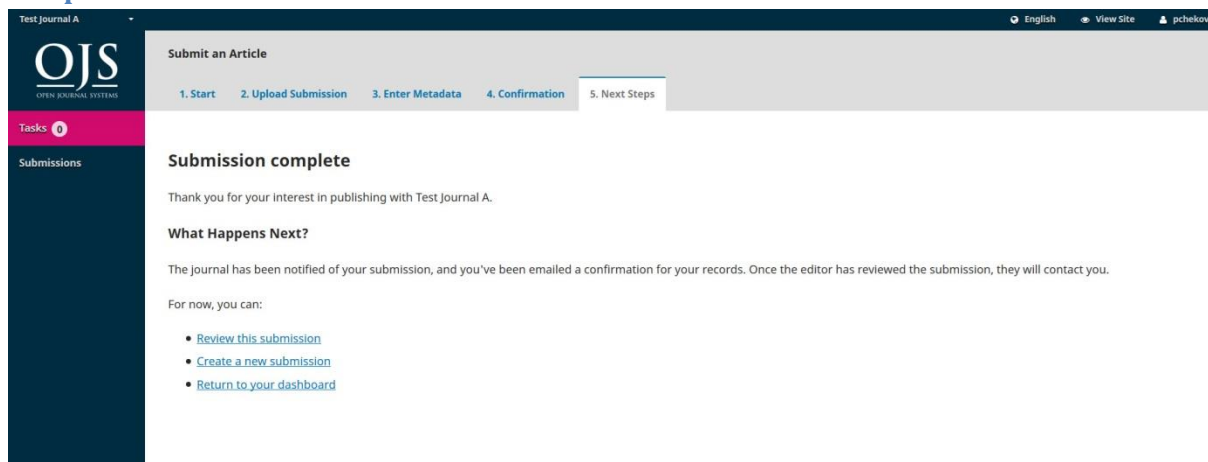 Test Journal A
English View Site
OJS
OPEN JOURNAL SYSTEMS
Submit an Article
1. Start 2. Upload Submission 3. Enter Metadata 4. Confirmation 5. Next Steps
Tasks 0
Submissions
Submission complete
Thank you for your interest in publishing with Test Journal A.
What Happens Next?
The journal has been notified of your submission, and you've been emailed a confirmation for your records. Once the editor has reviewed the submission, they will contact you.
For now, you can:
• Review this submission
• Create a new submission
• Return to your dashboard